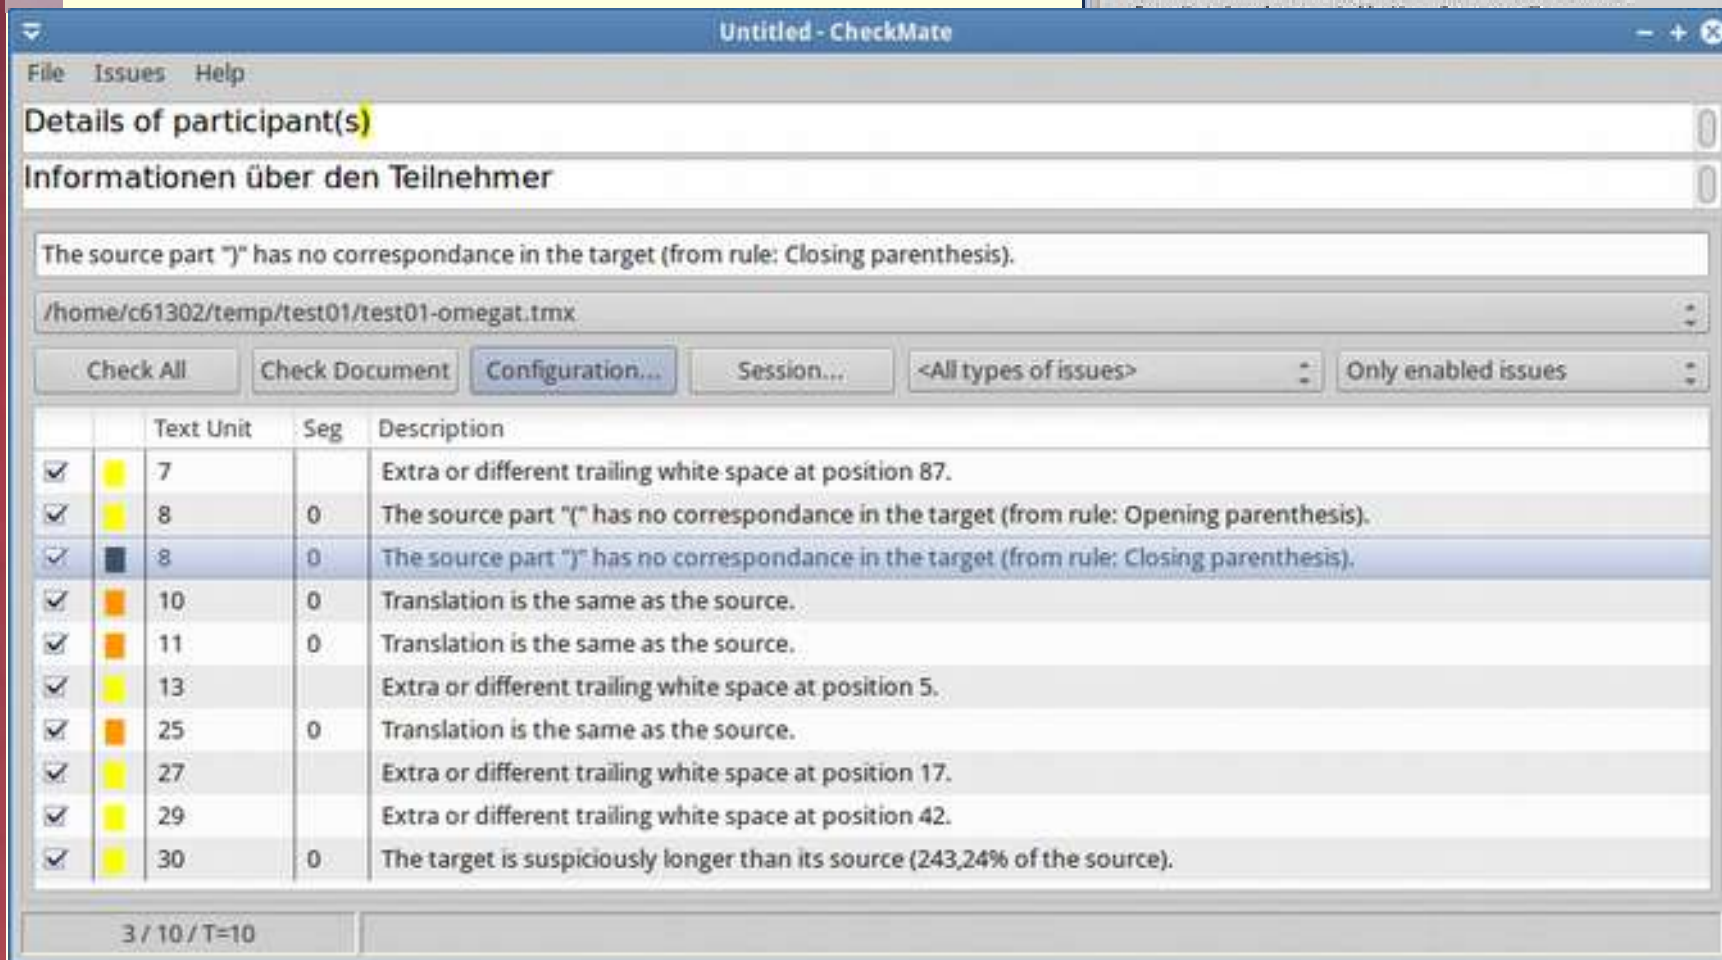 Untitled - CheckMate
File Issues Help
Details of participant(s)
Informationen über den Teilnehmer
The source part ")" has no correspondance in the target (from rule: Closing parenthesis).
/home/c61302/temp/test01/test01-omegat.tmx
Check All Check Document Configuration... Session... <All types of issues> Only enabled issues
Text Unit Seg Description
7 Extra or different trailing white space at position 87.
8 0 The source part "(" has no correspondance in the target (from rule: Opening parenthesis).
8 0 The source part ")" has no correspondance in the target (from rule: Closing parenthesis).
10 0 Translation is the same as the source.
11 0 Translation is the same as the source.
13 Extra or different trailing white space at position 5.
25 0 Translation is the same as the source.
27 Extra or different trailing white space at position 17.
29 Extra or different trailing white space at position 42.
30 0 The target is suspiciously longer than its source (243,24% of the source).
3 / 10 / T=10